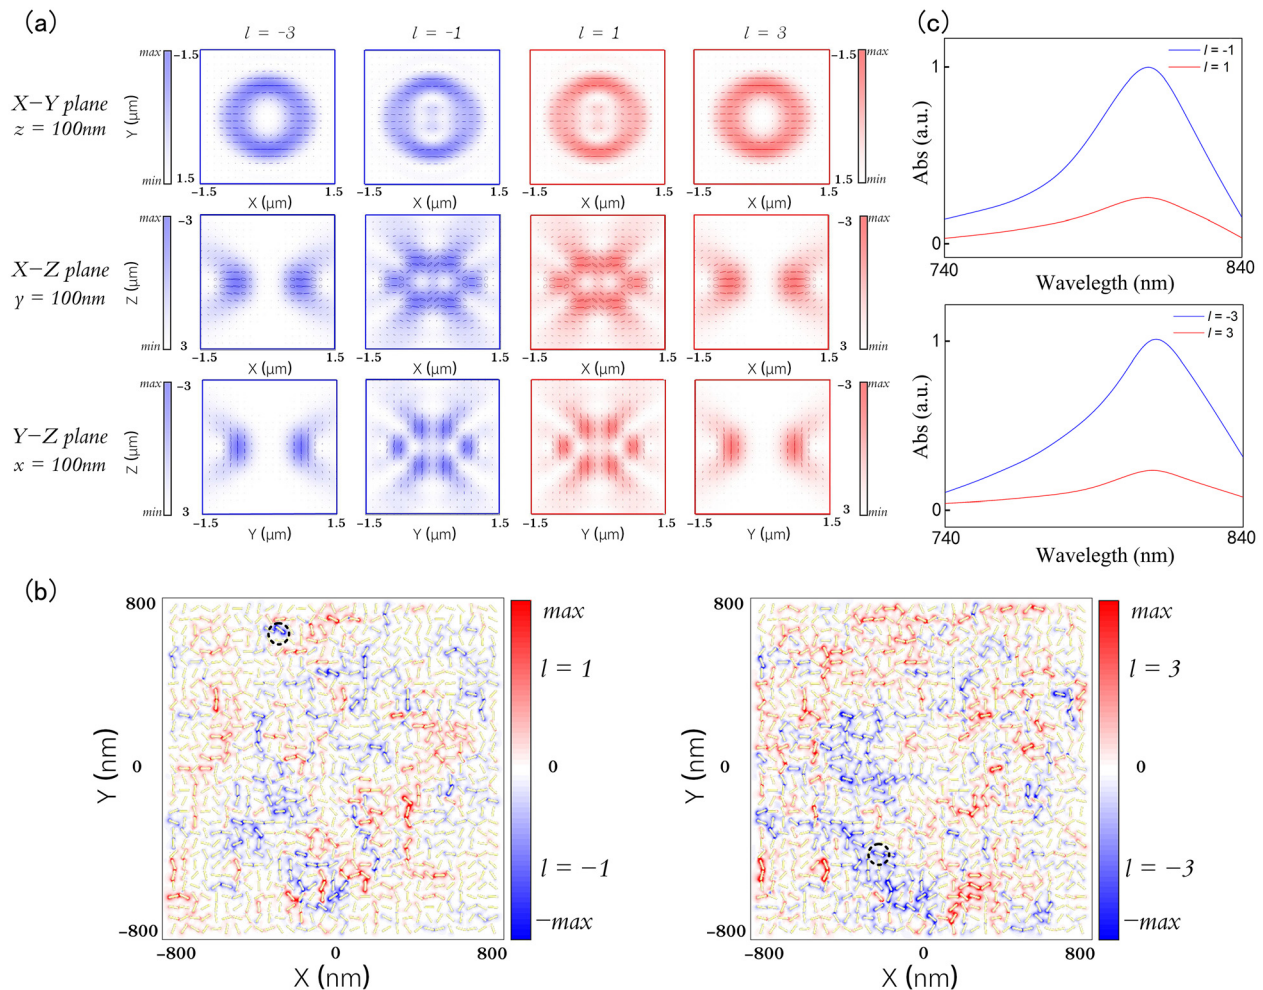 (a)
l = -3
l = -1
l = 1
l = 3
X-Y plane
z = 100nm
max
min
-1.5
Y (μm)
1.5
-1.5
1.5
X (μm)
-1.5
1.5
X (μm)
-1.5
1.5
X (μm)
-1.5
1.5
X (μm)
-1.5
1.5
max
min
X-Z plane
y = 100nm
max
min
-3
Z (μm)
3
-1.5
1.5
X (μm)
-1.5
1.5
X (μm)
-1.5
1.5
X (μm)
-1.5
1.5
X (μm)
-3
3
max
min
Y-Z plane
x = 100nm
max
min
-3
Z (μm)
3
-1.5
1.5
Y (μm)
-1.5
1.5
Y (μm)
-1.5
1.5
Y (μm)
-1.5
1.5
Y (μm)
-3
3
max
min
(c)
l = -1
l = 1
1
0
Abs (a.u.)
740
840
Wavelegth (nm)
l = -3
l = 3
1
0
Abs (a.u.)
740
840
Wavelegth (nm)
(b)
800
0
-800
Y (nm)
-800
0
800
X (nm)
max
l = 1
0
l = -1
-max
800
0
-800
Y (nm)
-800
0
800
X (nm)
max
l = 3
0
l = -3
-max